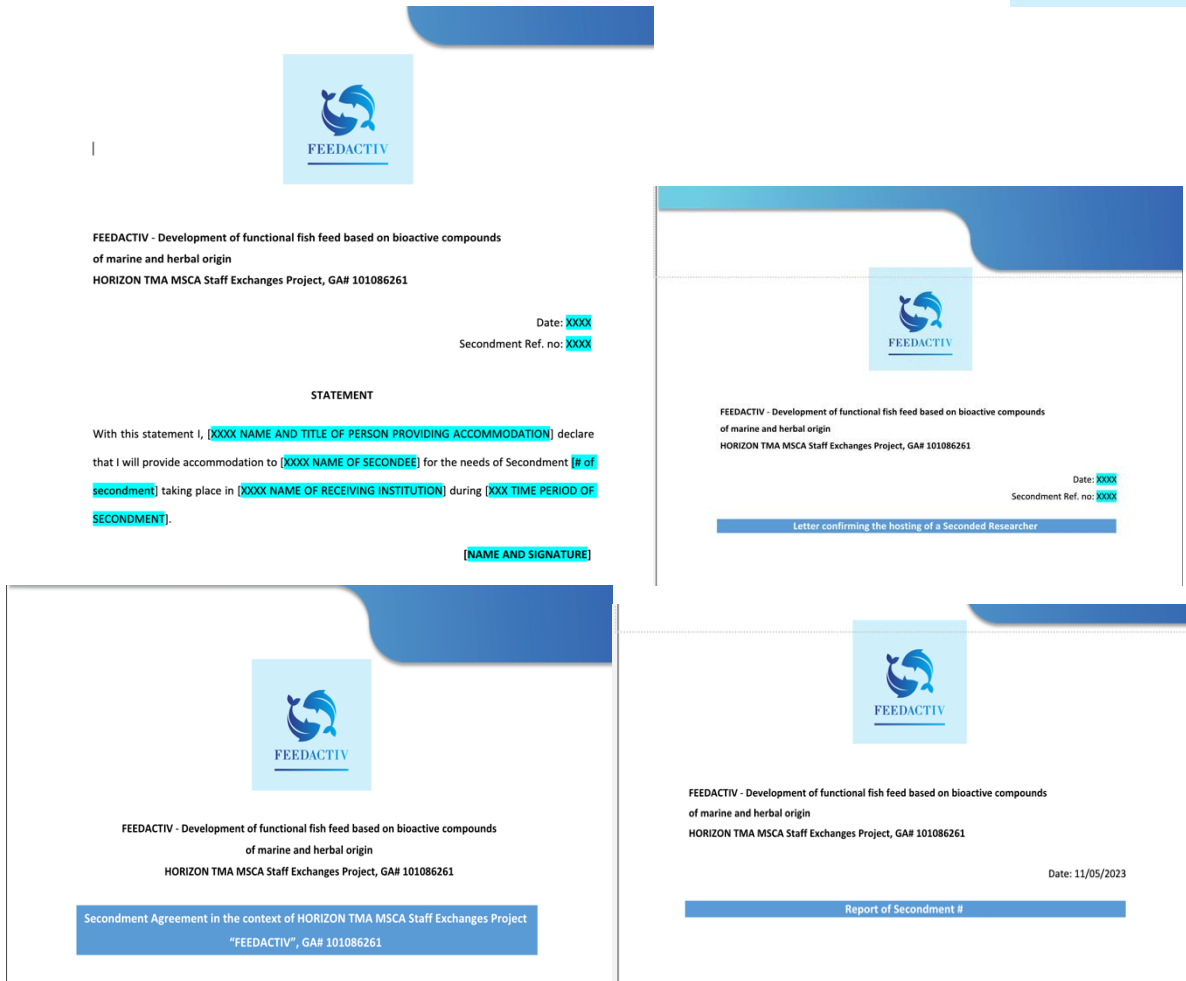 FEEDACTIV
FEEDACTIV - Development of functional fish feed based on bioactive compounds
of marine and herbal origin
HORIZON TMA MSCA Staff Exchanges Project, GA# 101086261
Date: XXXX
Secondment Ref. no: XXXX
STATEMENT
With this statement I, [XXXX NAME AND TITLE OF PERSON PROVIDING ACCOMMODATION] declare
that I will provide accommodation to [XXXX NAME OF SECONDEE] for the needs of Secondment [# of
secondment] taking place in [XXXX NAME OF RECEIVING INSTITUTION] during [XXX TIME PERIOD OF
SECONDMENT].
[NAME AND SIGNATURE]
FEEDACTIV
FEEDACTIV - Development of functional fish feed based on bioactive compounds
of marine and herbal origin
HORIZON TMA MSCA Staff Exchanges Project, GA# 101086261
Date: XXXX
Secondment Ref. no: XXXX
Letter confirming the hosting of a Seconded Researcher
FEEDACTIV
FEEDACTIV - Development of functional fish feed based on bioactive compounds
of marine and herbal origin
HORIZON TMA MSCA Staff Exchanges Project, GA# 101086261
Secondment Agreement in the context of HORIZON TMA MSCA Staff Exchanges Project
“FEEDACTIV”, GA# 101086261
FEEDACTIV
FEEDACTIV - Development of functional fish feed based on bioactive compounds
of marine and herbal origin
HORIZON TMA MSCA Staff Exchanges Project, GA# 101086261
Date: 11/05/2023
Report of Secondment #